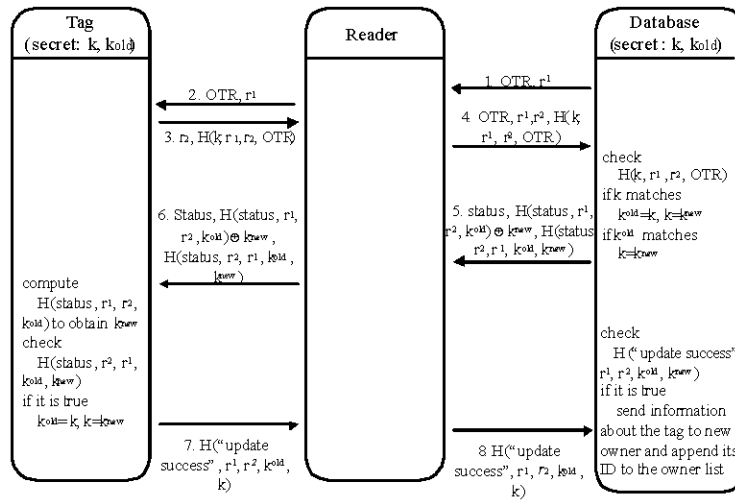 Tag
(secret: k, kold)
Reader
Database
(secret : k, kold)
1. OTR, r1
2. OTR, r1
3. r2, H(k, r1, r2, OTR)
4. OTR, r1, r2, H(k,
r1, r2, OTR)
check
H(k, r1, r2, OTR)
if k matches
kold=k, k=knew
if kold matches
k=knew
5. status, H(status, r1,
r2, kold)⊕ knew, H(status
r2, r1, kold, knew)
6. Status, H(status, r1,
r2, kold)⊕ knew,
H(status, r2, r1, kold,
knew)
compute
H(status, r1, r2,
kold) to obtain knew
check
H(status, r2, r1,
kold, knew)
if it is true
kold=k, k=knew
7. H("update
success", r1, r2, kold,
k)
8 H("update
success", r1, r2, kold,
k)
check
H("update success"
r1, r2, kold, knew)
if it is true
send information
about the tag to new
owner and append its
ID to the owner list